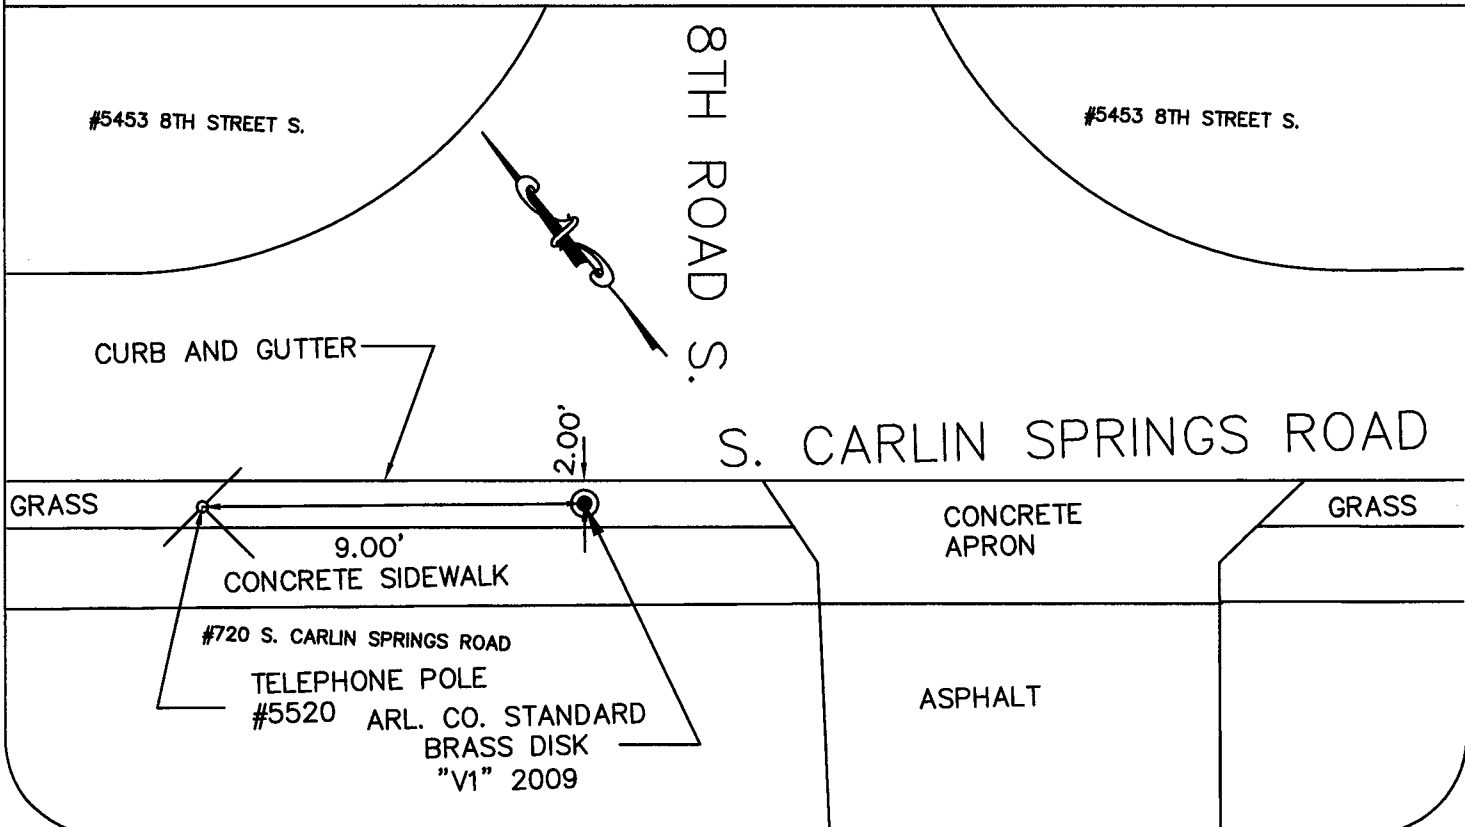 8TH ROAD S.
#5453 8TH STREET S.
#5453 8TH STREET S.
CURB AND GUTTER
2.00'
S. CARLIN SPRINGS ROAD
GRASS
CONCRETE
APRON
GRASS
9.00'
CONCRETE SIDEWALK
#720 S. CARLIN SPRINGS ROAD
TELEPHONE POLE
#5520
ARL. CO. STANDARD
BRASS DISK
"V1" 2009
ASPHALT